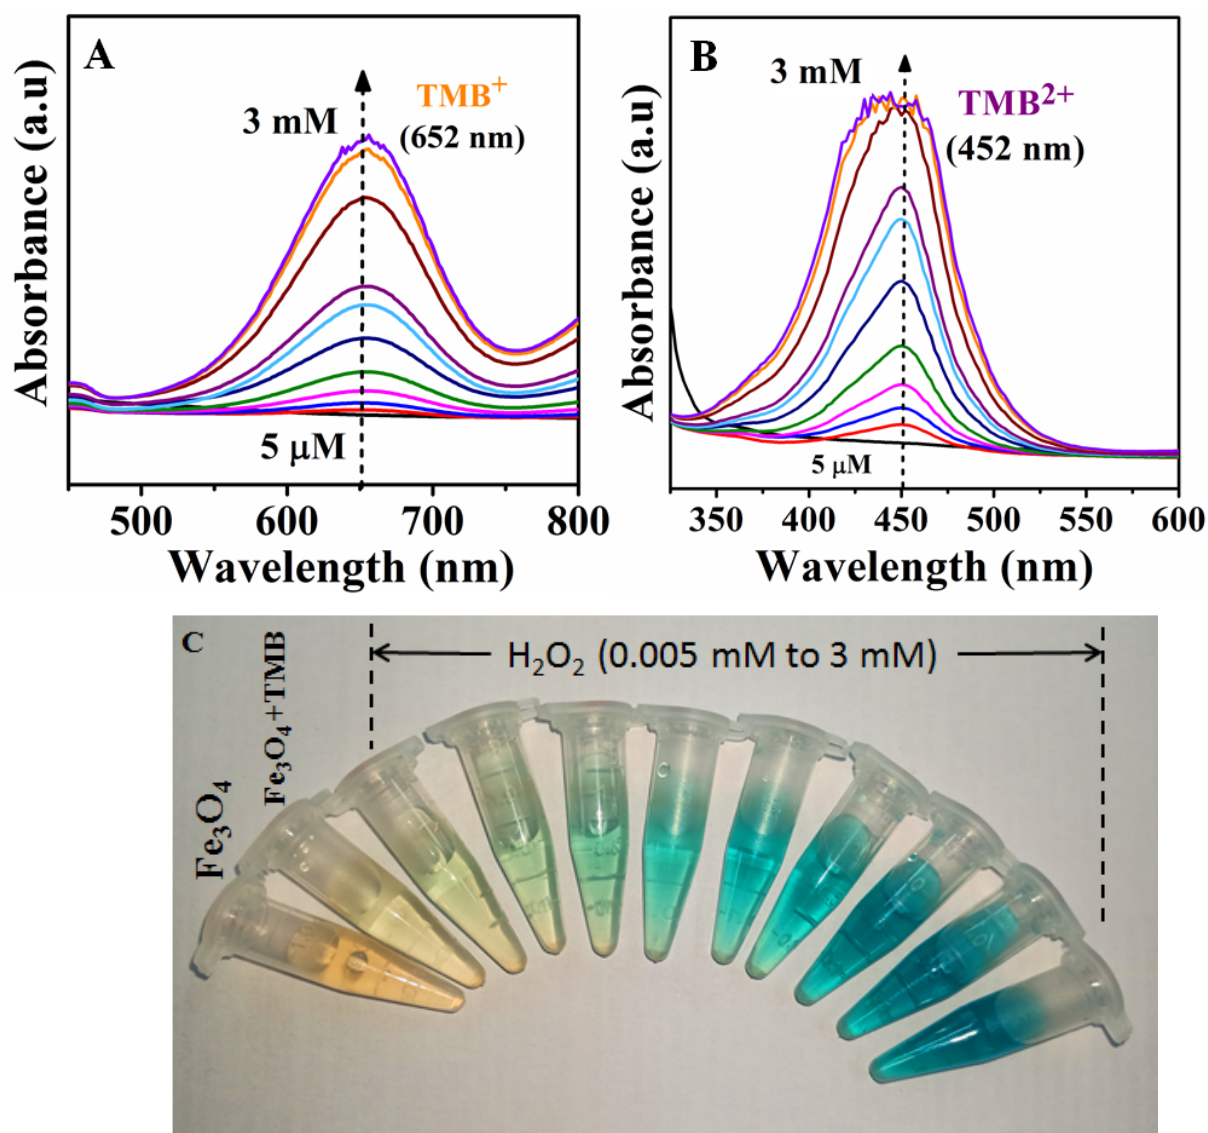 A
3 mM
TMB⁺
(652 nm)
5 μM
Absorbance (a.u)
500 600 700 800
Wavelength (nm)
B
3 mM
TMB²⁺
(452 nm)
5 μM
Absorbance (a.u)
350 400 450 500 550 600
Wavelength (nm)
C
Fe₃O₄
Fe₃O₄+TMB
H₂O₂ (0.005 mM to 3 mM)